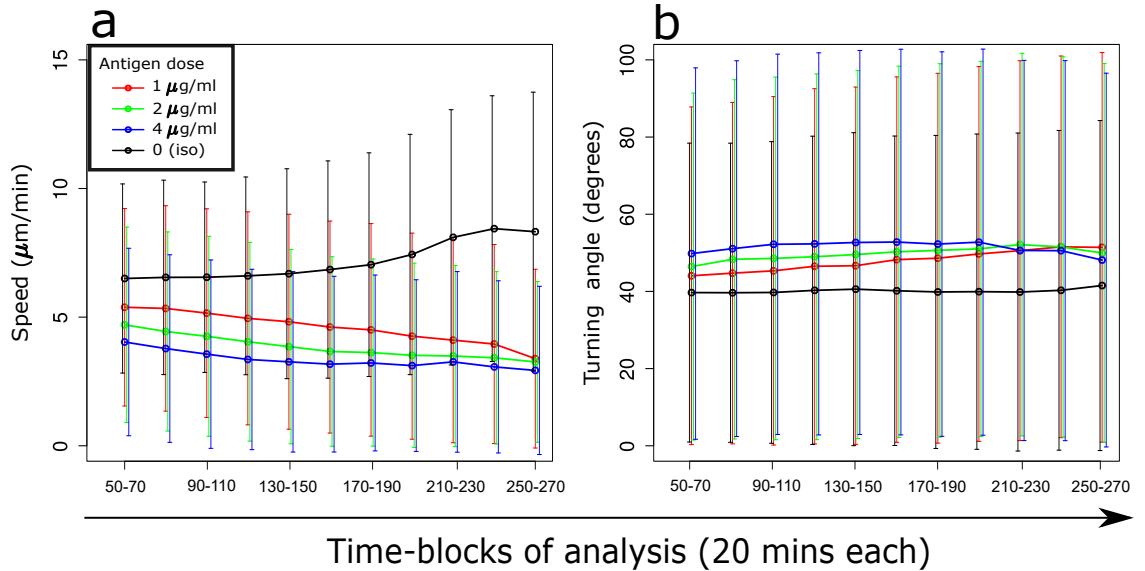 a
b
Speed (μm/min)
15
10
5
0
Antigen dose
1 μg/ml
2 μg/ml
4 μg/ml
0 (iso)
50-70
90-110
130-150
170-190
210-230
250-270
Turning angle (degrees)
100
80
60
40
20
0
50-70
90-110
130-150
170-190
210-230
250-270
Time-blocks of analysis (20 mins each)